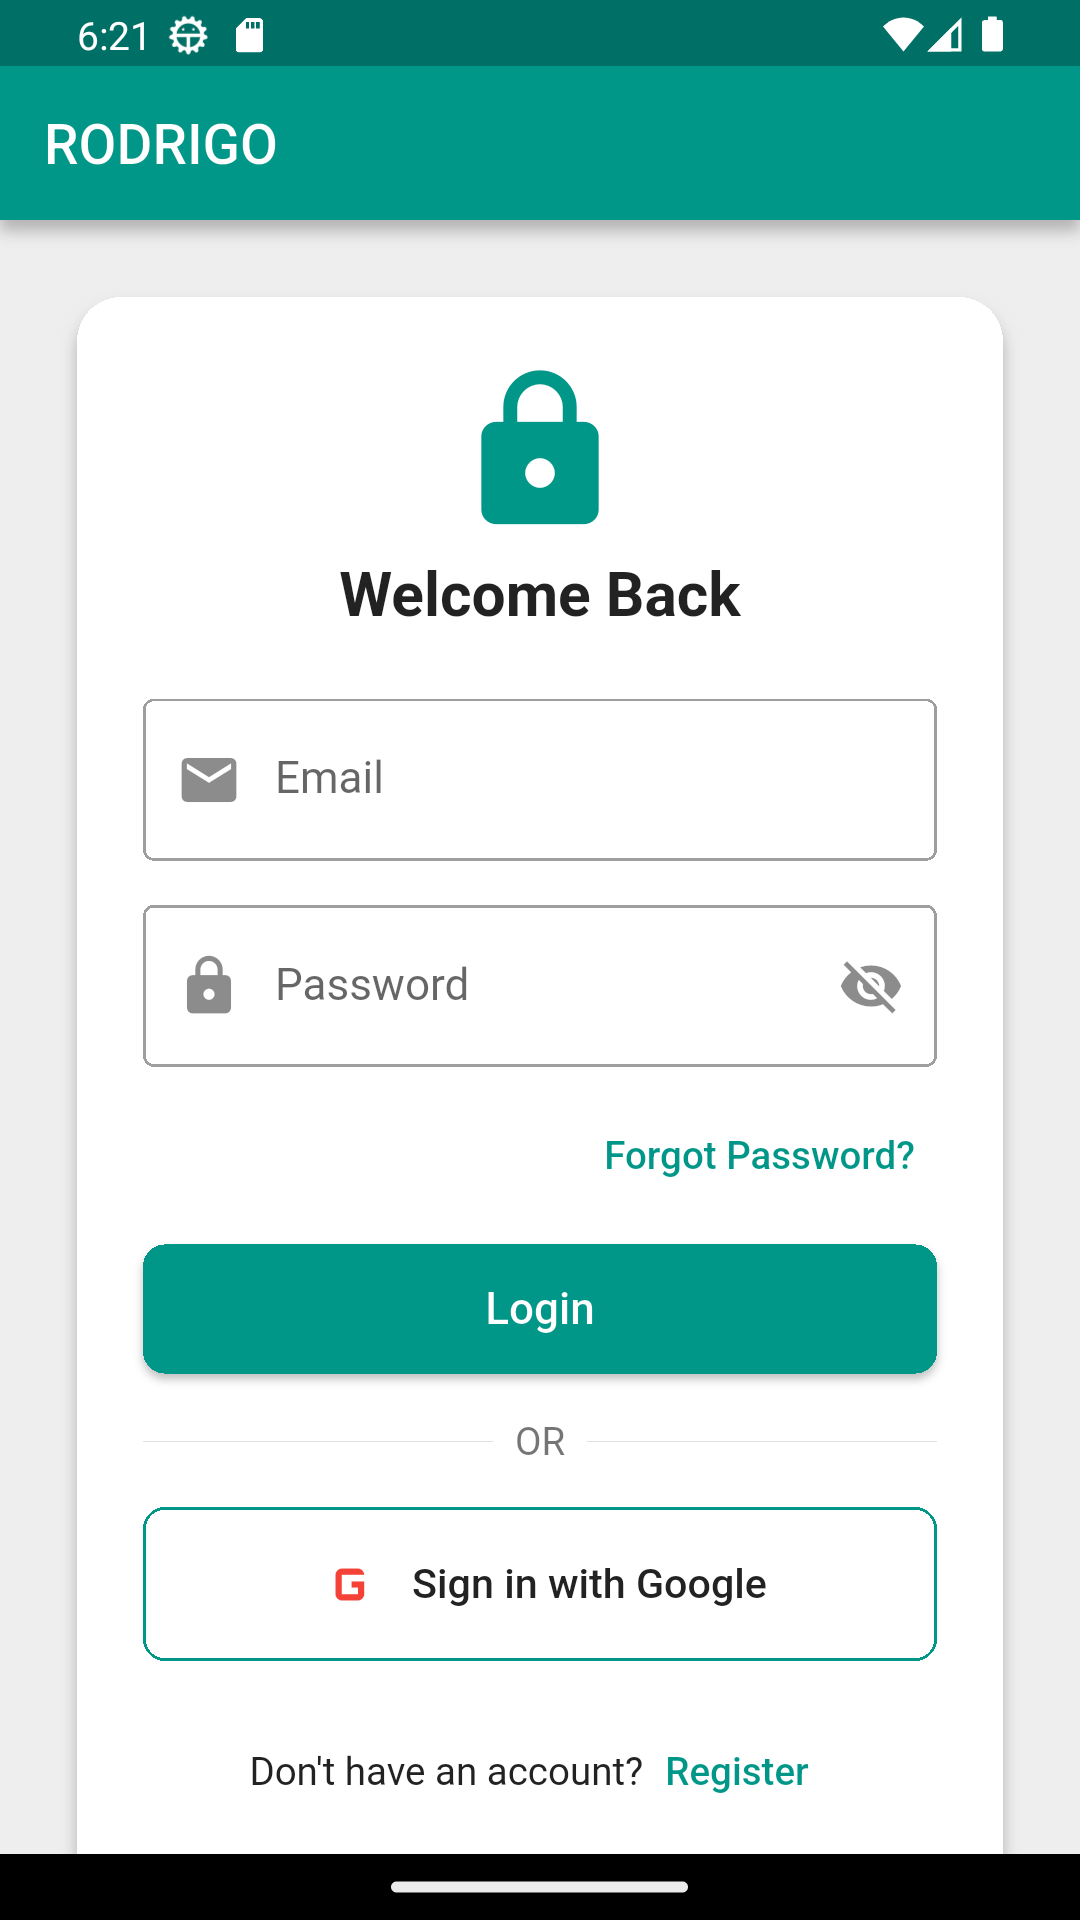 6:21
RODRIGO
Welcome Back
Email
Password
Forgot Password?
Login
OR
G Sign in with Google
Don't have an account? Register